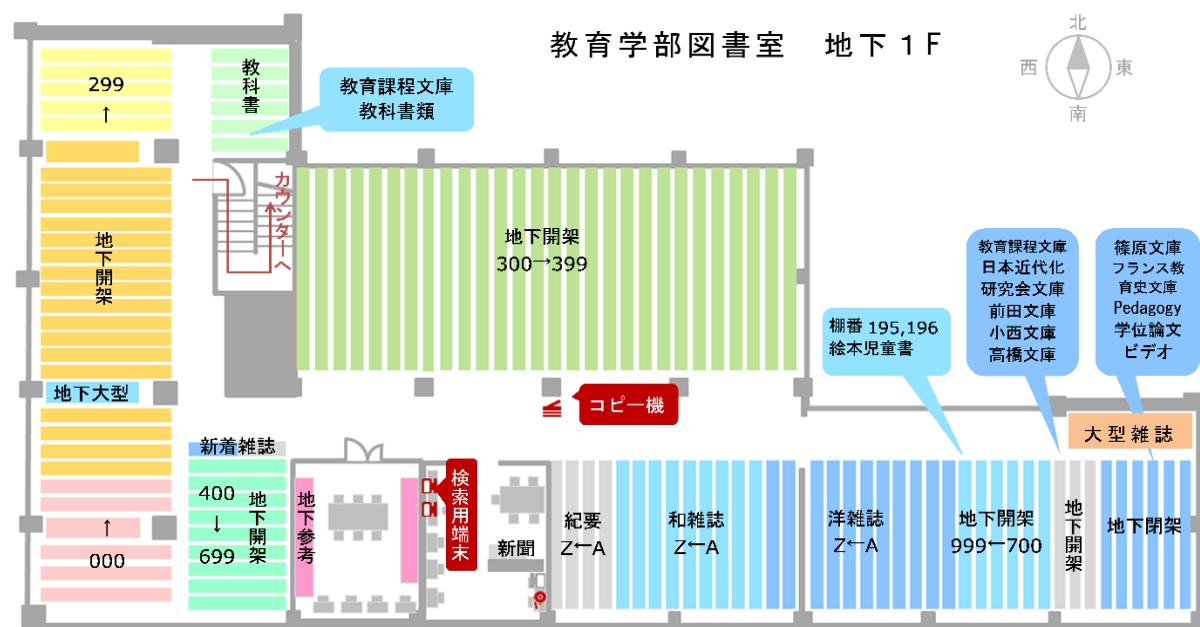 教育学部図書室　地下１F
北
西
東
南
299
↑
教科書
教育課程文庫
教科書類
カウンターへ
地下開架
地下開架
300→399
教育課程文庫
日本近代化
研究会文庫
前田文庫
小西文庫
高橋文庫
篠原文庫
フランス教
育史文庫
Pedagogy
学位論文
ビデオ
棚番 195,196
絵本児童書
地下大型
コピー機
大型雑誌
新着雑誌
400
↓
699
地下開架
地下参考
検索用端末
新聞
紀要
Z←A
和雑誌
Z←A
洋雑誌
Z←A
地下開架
999←700
地下開架
地下閉架
↑
000